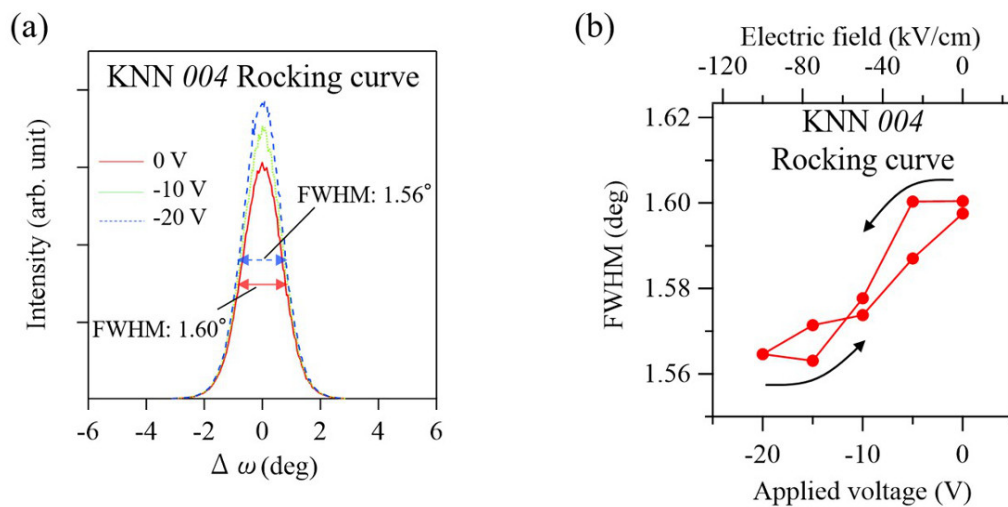 (a)
KNN 004 Rocking curve
0 V
-10 V
-20 V
FWHM: 1.56°
FWHM: 1.60°
Intensity (arb. unit)
-6 -4 -2 0 2 4 6
Δ ω (deg)
(b)
Electric field (kV/cm)
-120 -80 -40 0
KNN 004
Rocking curve
1.62
1.60
1.58
1.56
FWHM (deg)
-20 -10 0
Applied voltage (V)